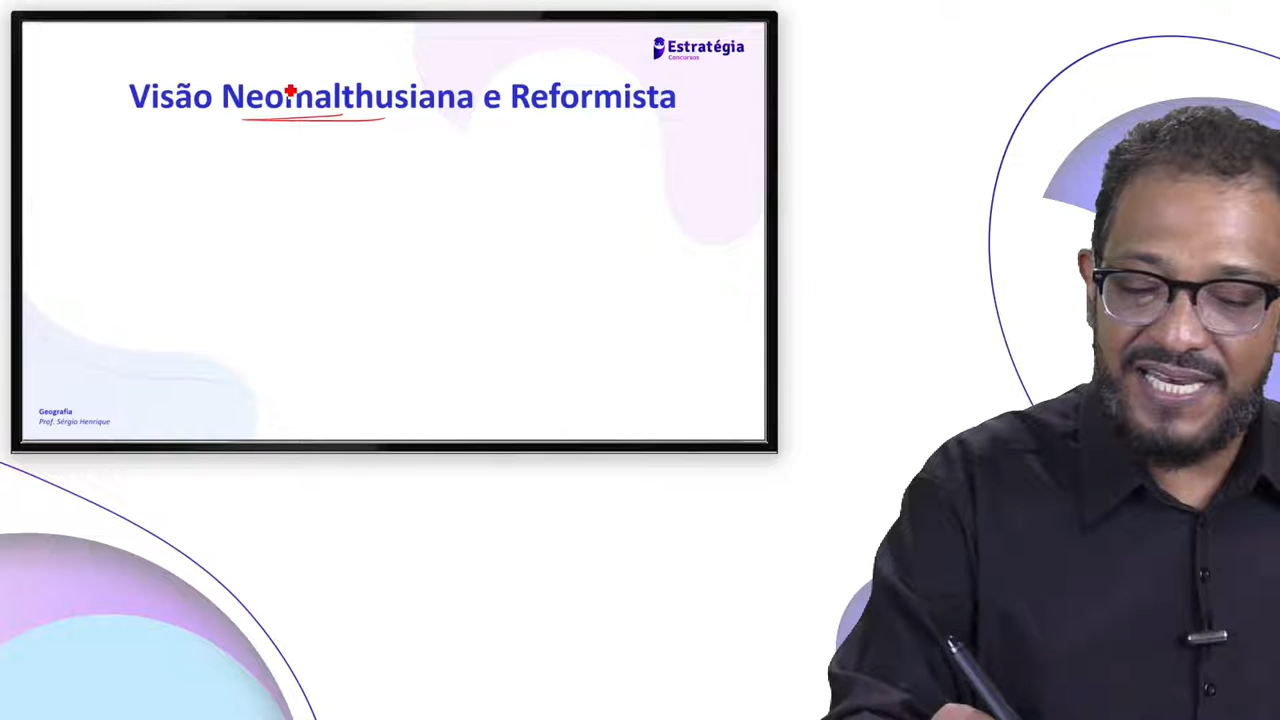 Estratégia
Concursos
Visão Neomalthusiana e Reformista
Geografia
Prof. Sérgio Henrique